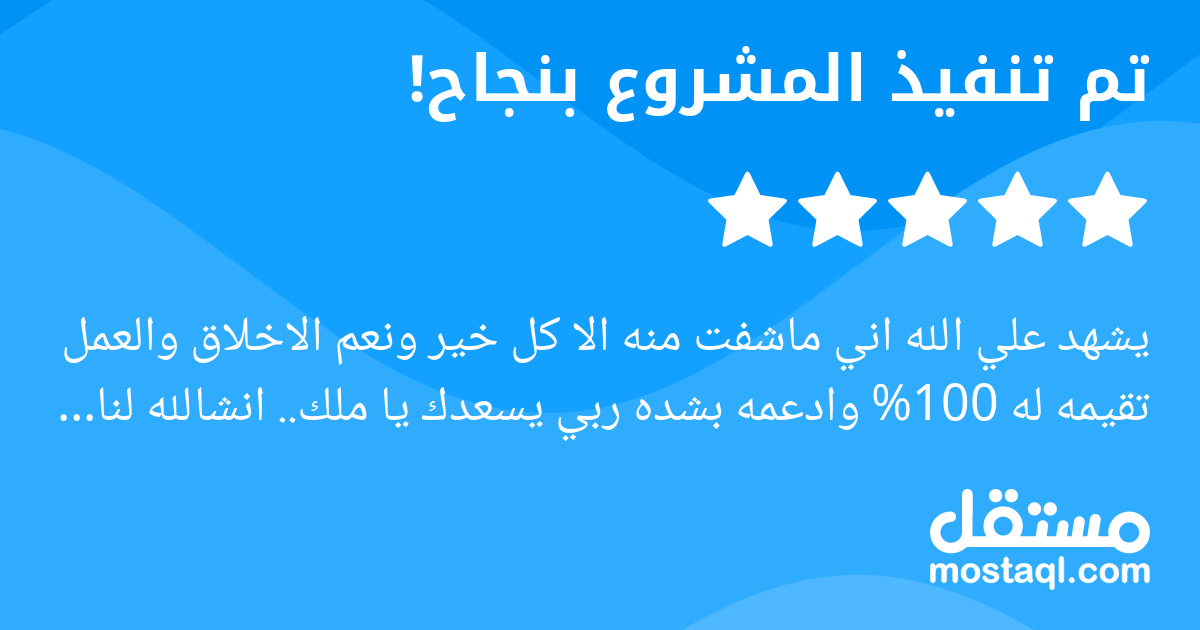 تم تنفيذ المشروع بنجاح!
يشهد علي الله اني ماشفت منه الا كل خير ونعم الاخلاق والعمل
تقيمه له 100% وادعمه بشده ربي يسعدك يا ملك.. انشالله لنا...
مستقل
mostaql.com